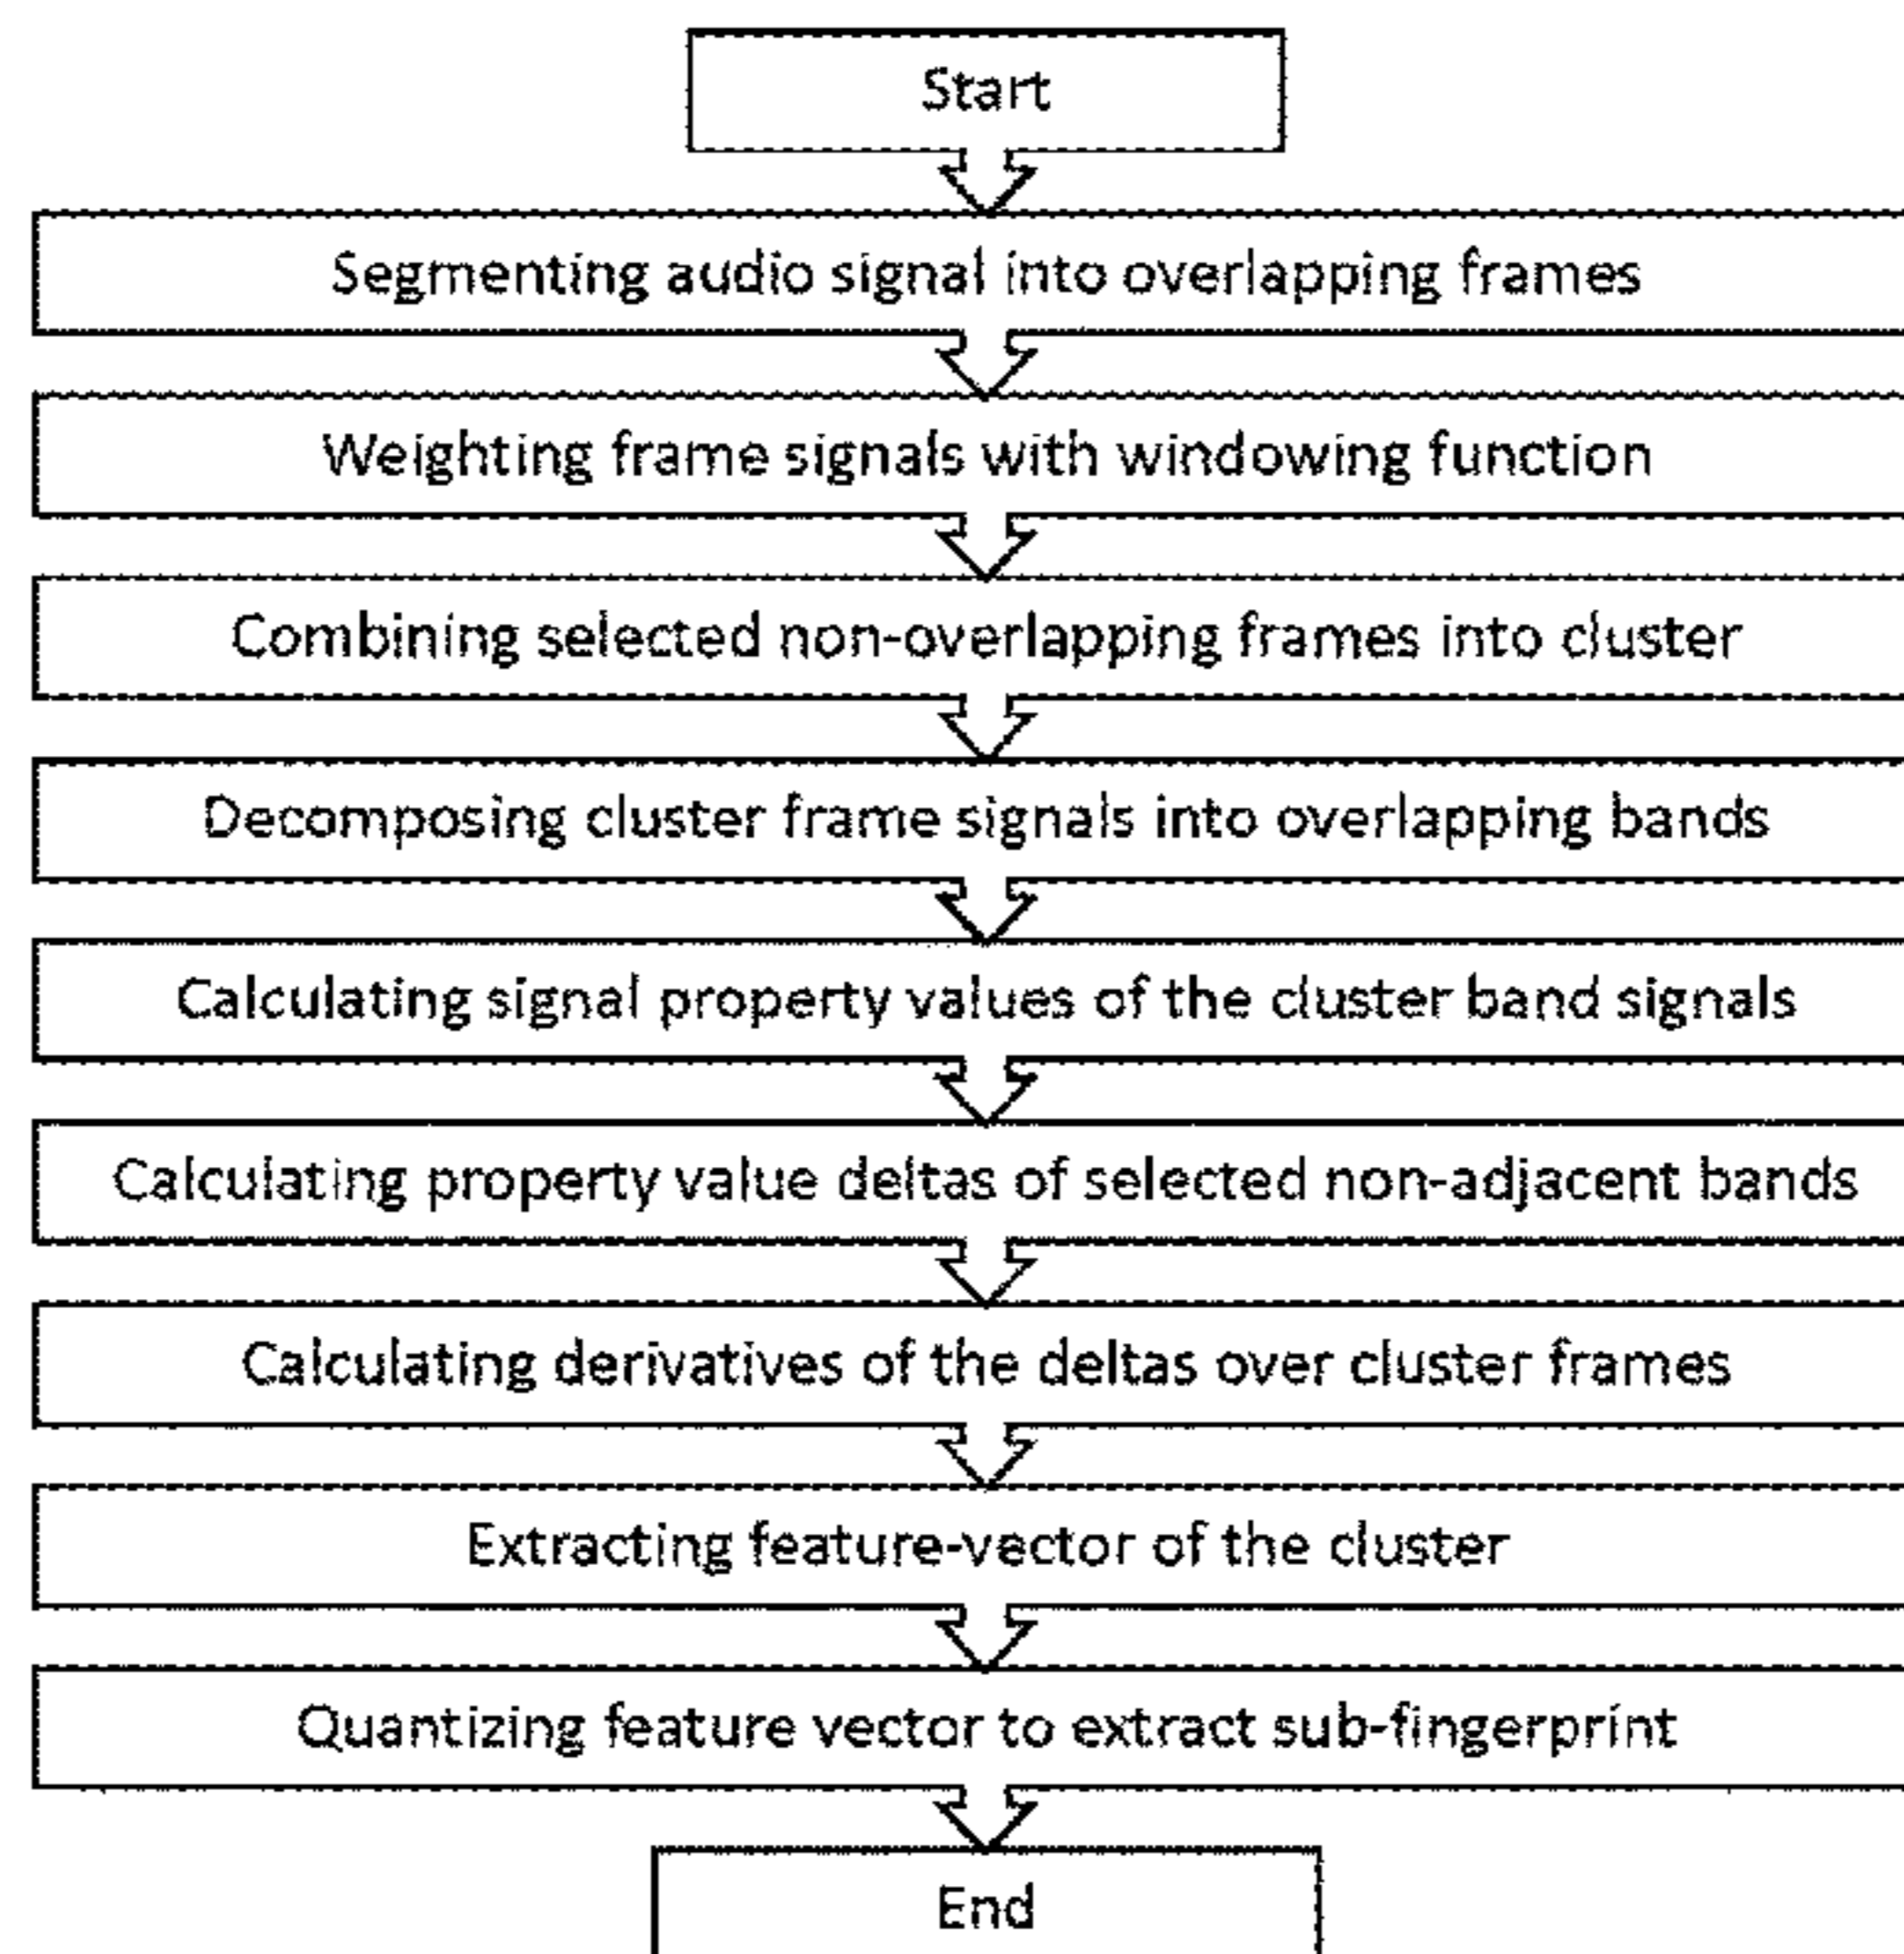 Start
Segmenting audio signal into overlapping frames
Weighting frame signals with windowing function
Combining selected non-overlapping frames into cluster
Decomposing cluster frame signals into overlapping bands
Calculating signal property values of the cluster band signals
Calculating property value deltas of selected non-adjacent bands
Calculating derivatives of the deltas over cluster frames
Extracting feature-vector of the cluster
Quantizing feature vector to extract sub-fingerprint
End